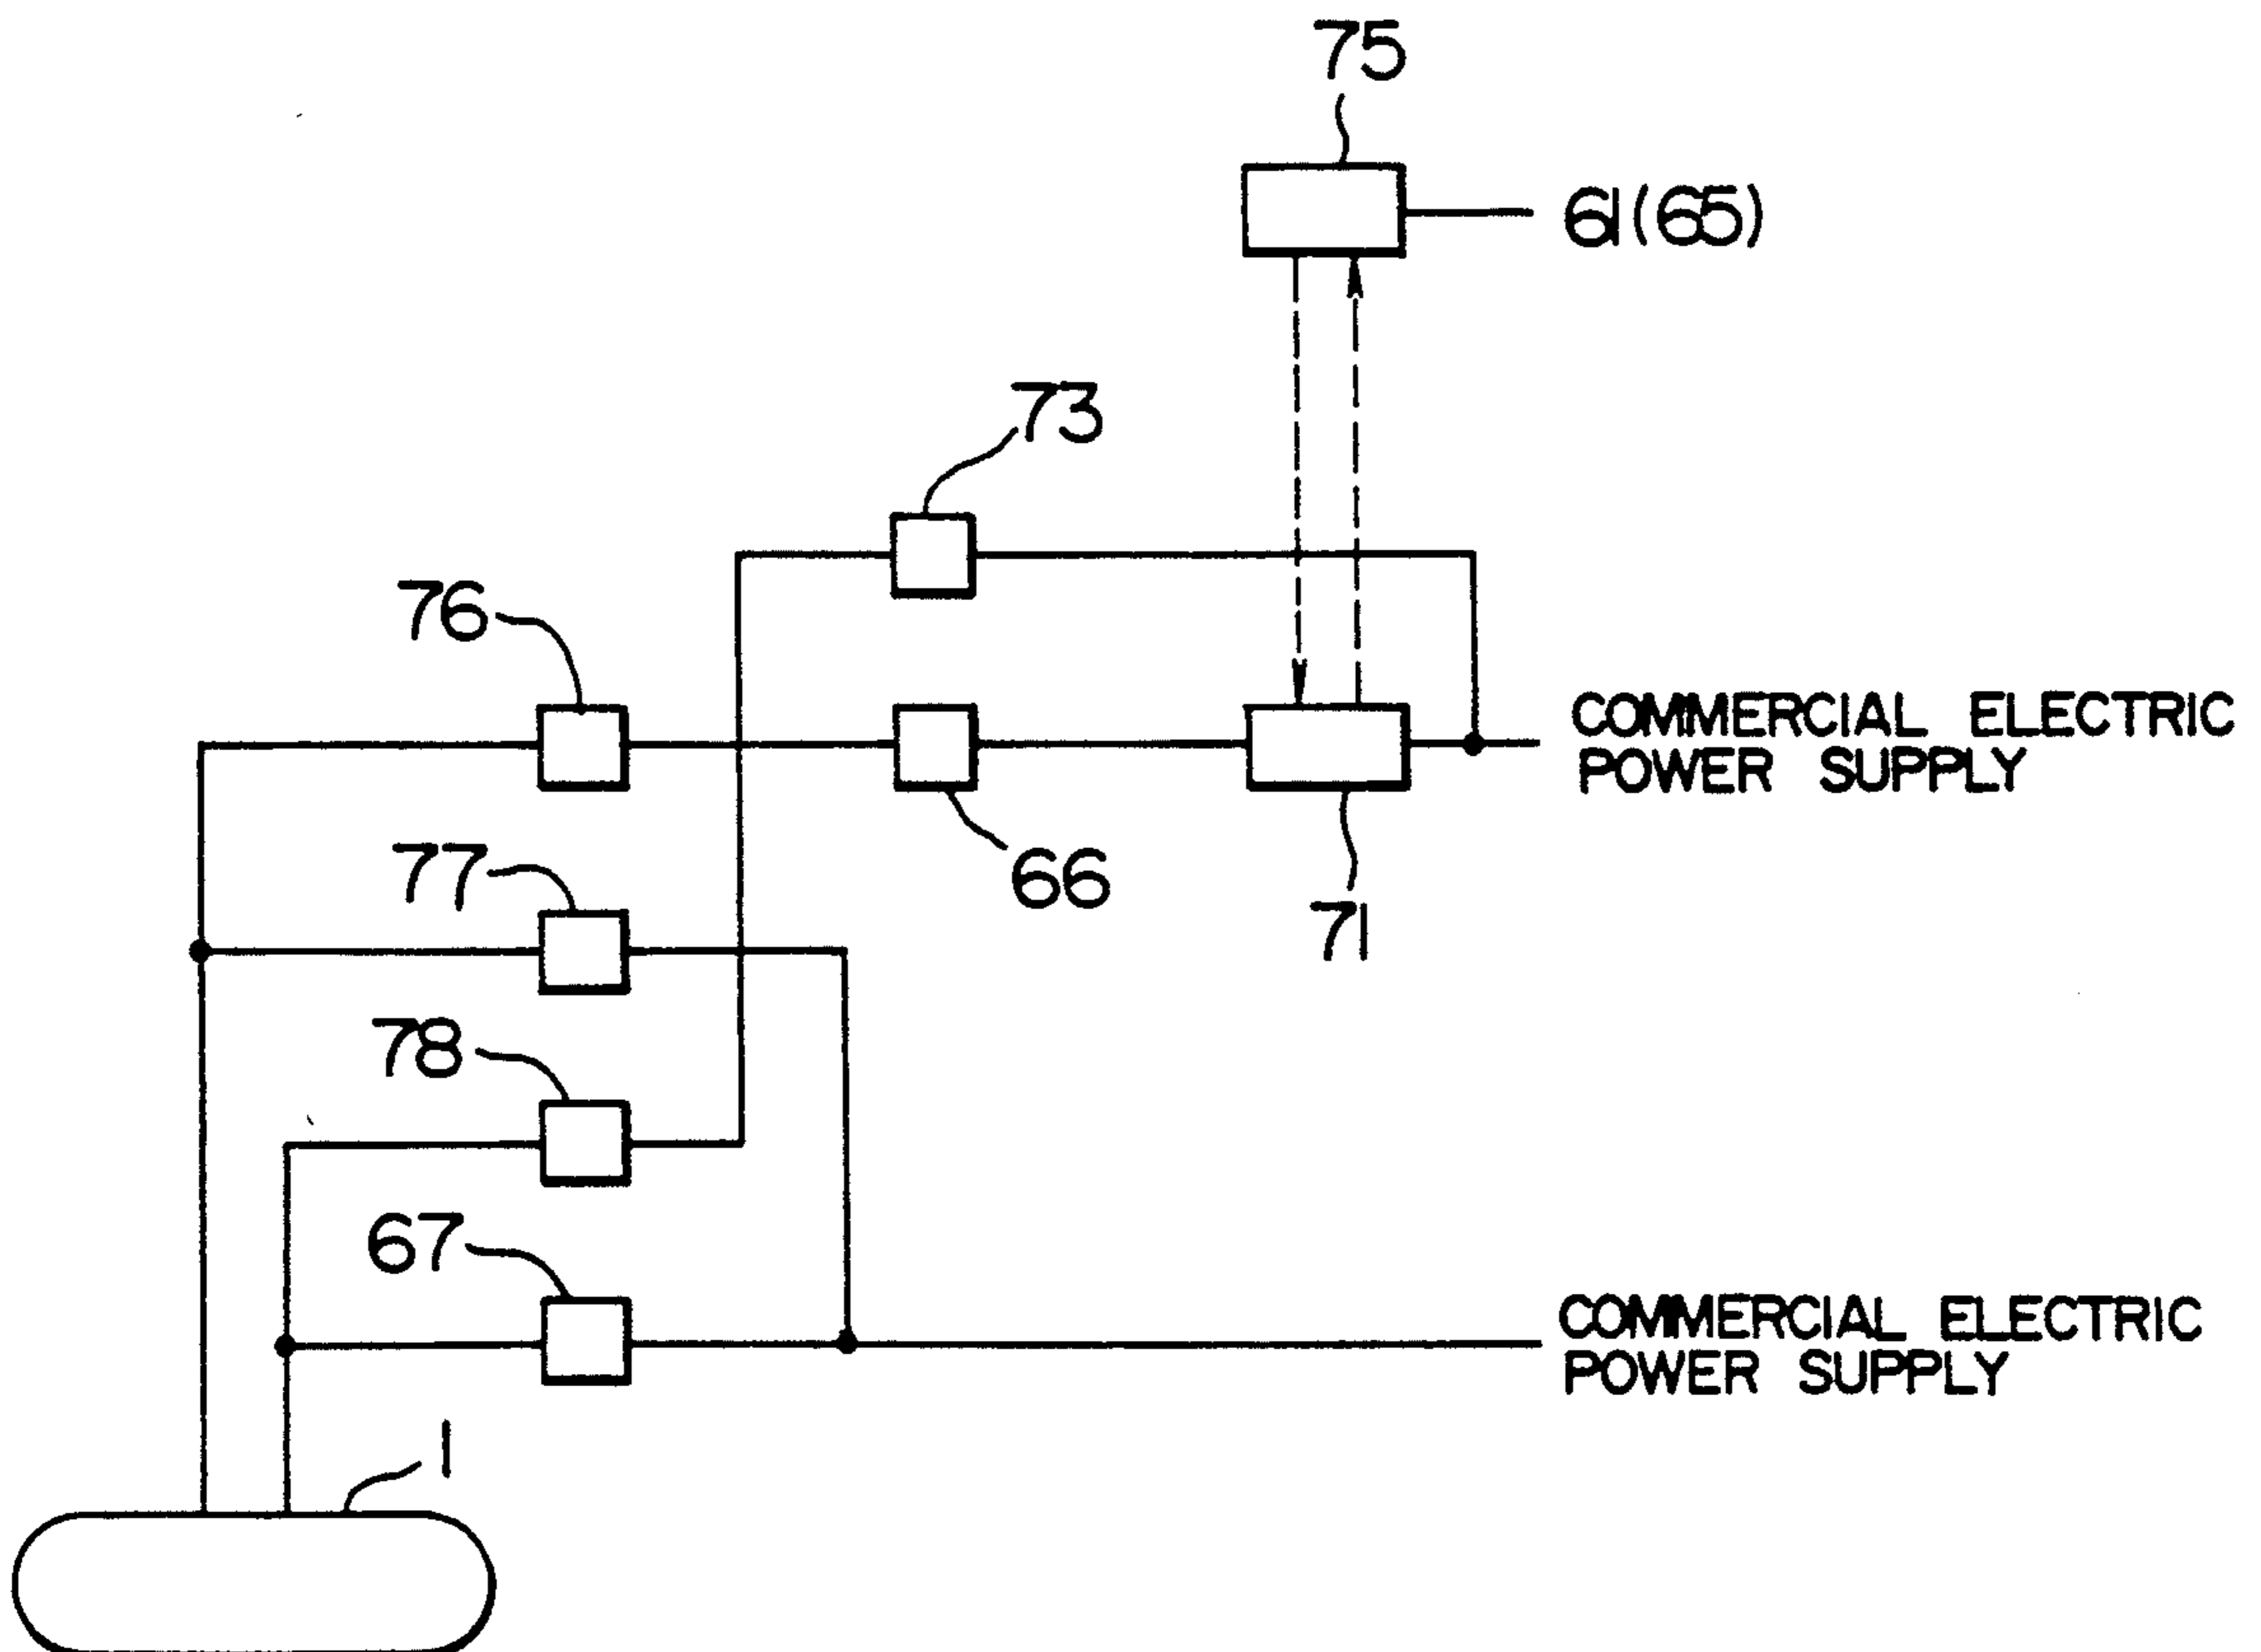 75
61(65)
73
76
COMMERCIAL ELECTRIC
POWER SUPPLY
66
77
71
78
67
COMMERCIAL ELECTRIC
POWER SUPPLY
1